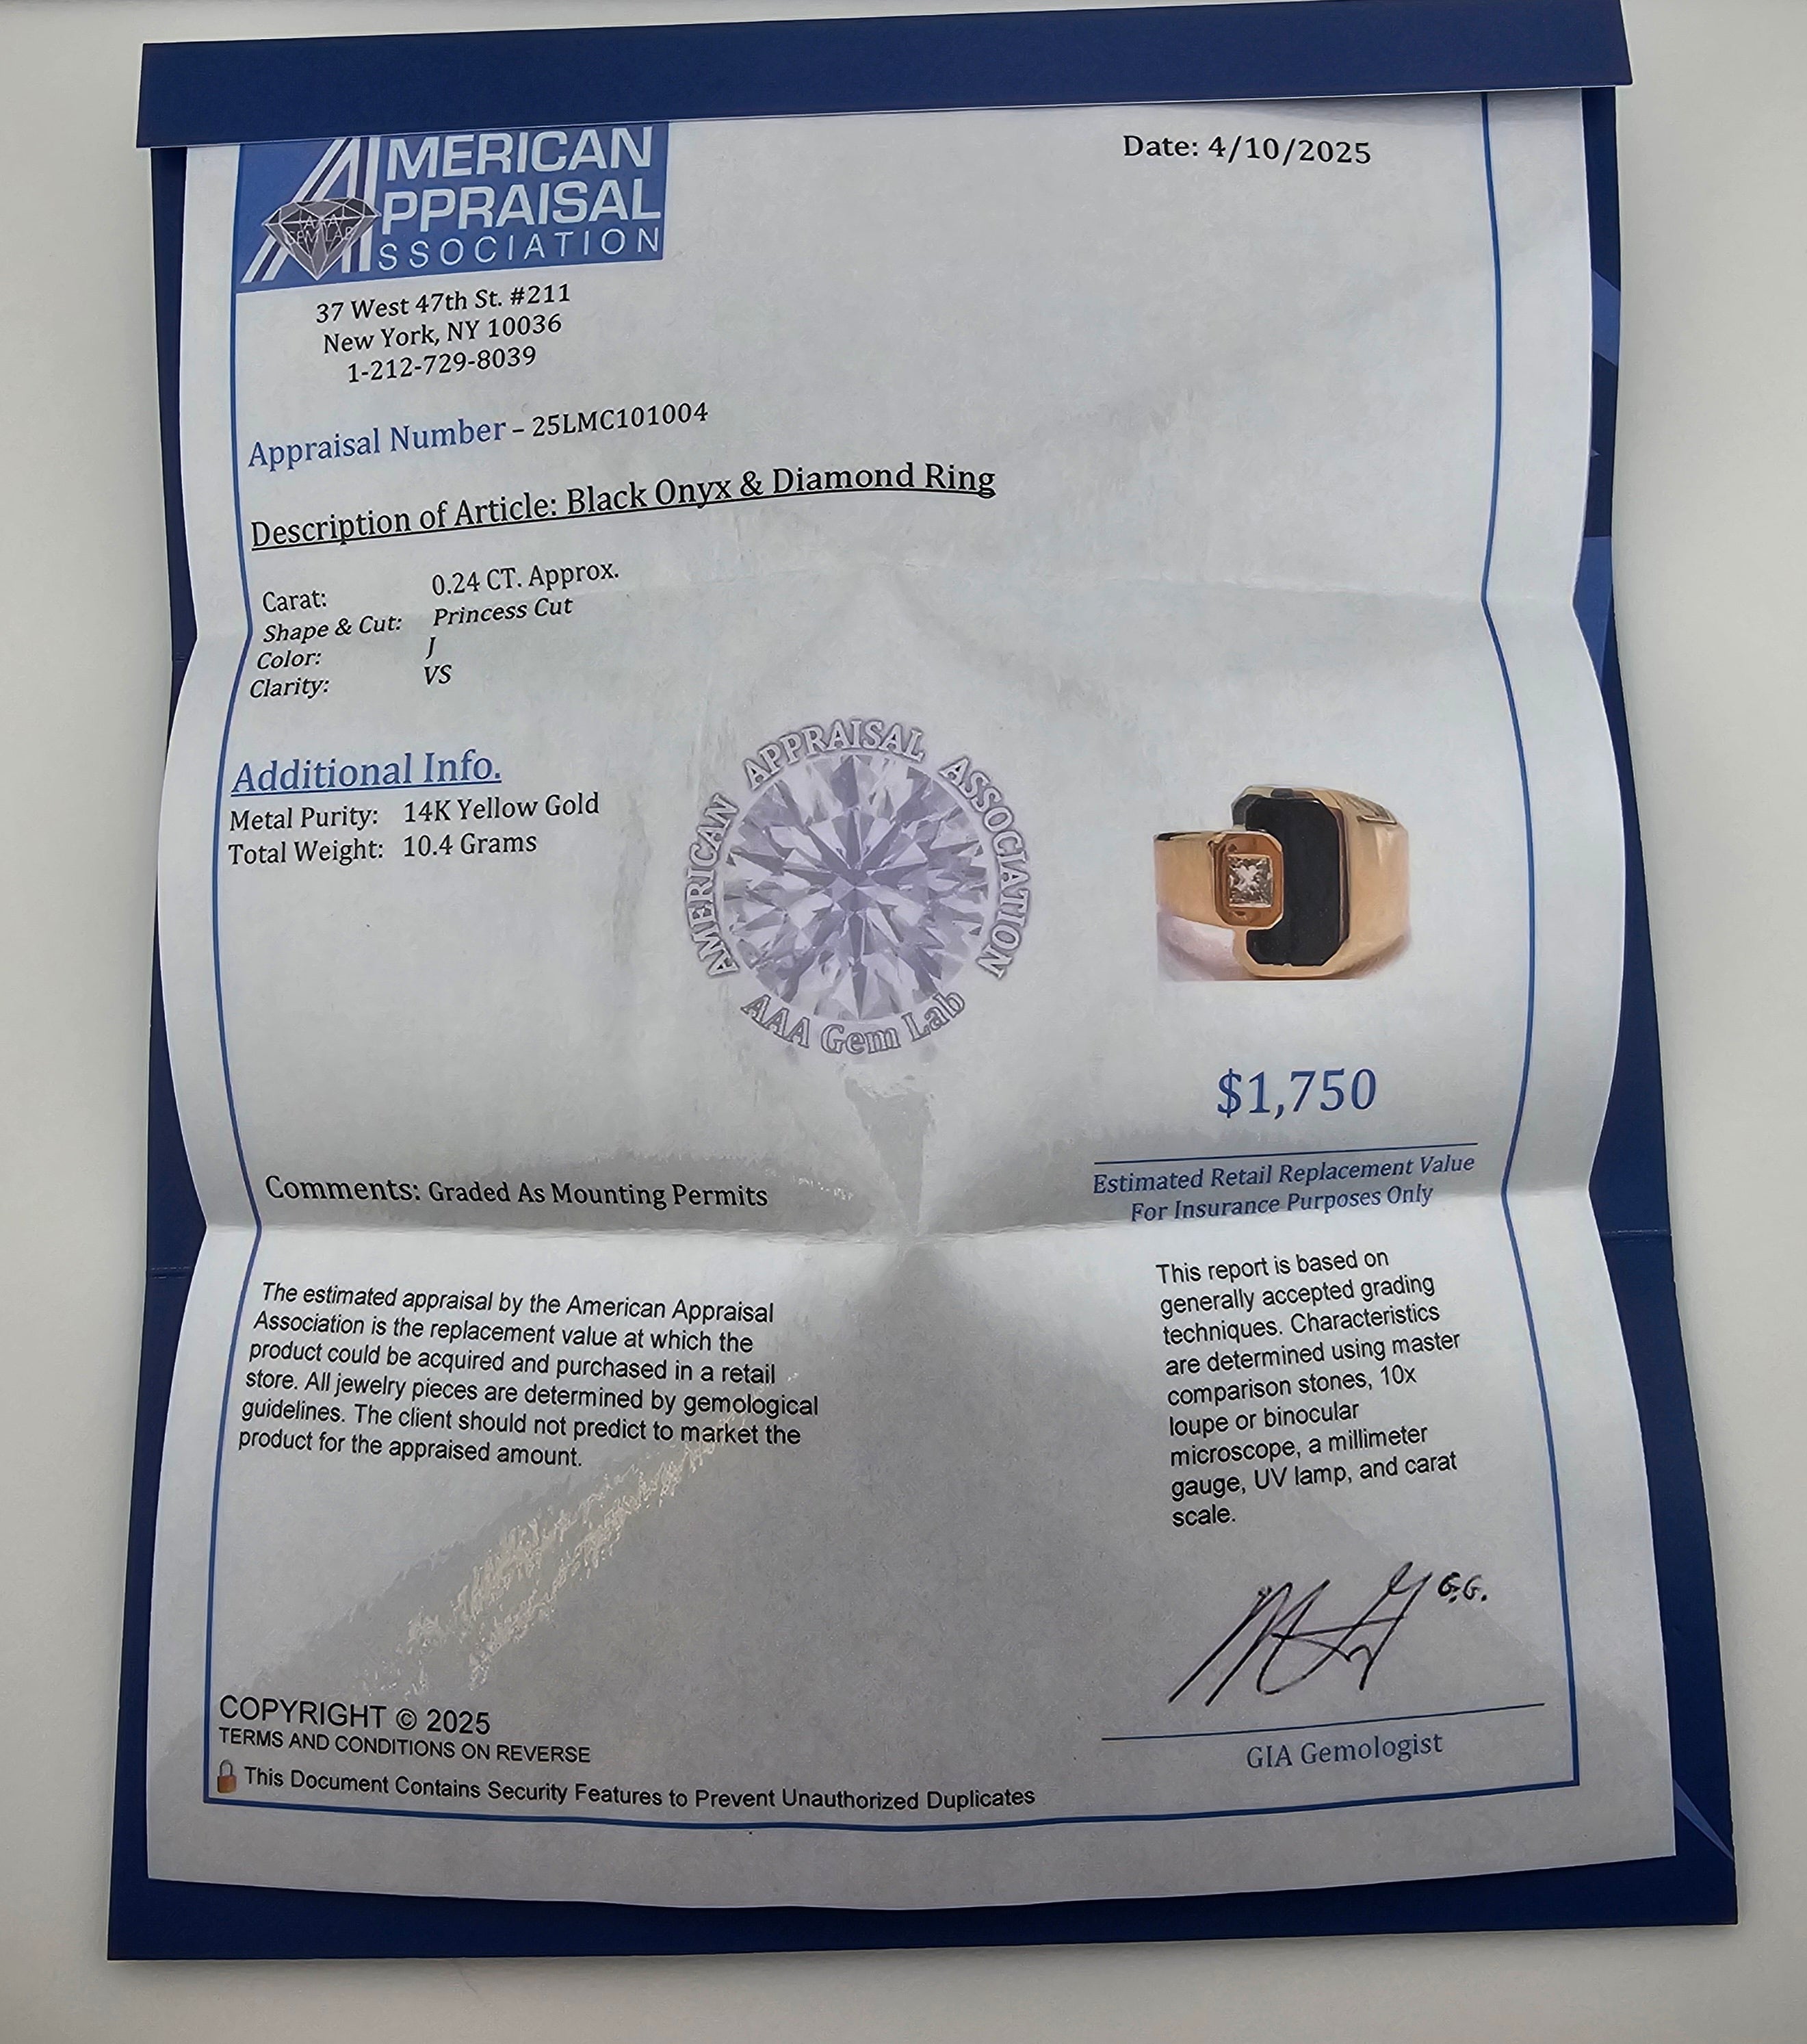 AMERICAN
APPRAISAL
ASSOCIATION
AAA
GEM LAB
Date: 4/10/2025
37 West 47th St. #211
New York, NY 10036
1-212-729-8039
Appraisal Number – 25LMC101004
Description of Article: Black Onyx & Diamond Ring
Carat: 0.24 CT. Approx.
Shape & Cut: Princess Cut
Color: J
Clarity: VS
Additional Info.
Metal Purity: 14K Yellow Gold
Total Weight: 10.4 Grams
AMERICAN APPRAISAL ASSOCIATION
AAA Gem Lab
$1,750
Estimated Retail Replacement Value
For Insurance Purposes Only
Comments: Graded As Mounting Permits
The estimated appraisal by the American Appraisal
Association is the replacement value at which the
product could be acquired and purchased in a retail
store. All jewelry pieces are determined by gemological
guidelines. The client should not predict to market the
product for the appraised amount.
This report is based on
generally accepted grading
techniques. Characteristics
are determined using master
comparison stones, 10x
loupe or binocular
microscope, a millimeter
gauge, UV lamp, and carat
scale.
G.G.
GIA Gemologist
COPYRIGHT © 2025
TERMS AND CONDITIONS ON REVERSE
This Document Contains Security Features to Prevent Unauthorized Duplicates